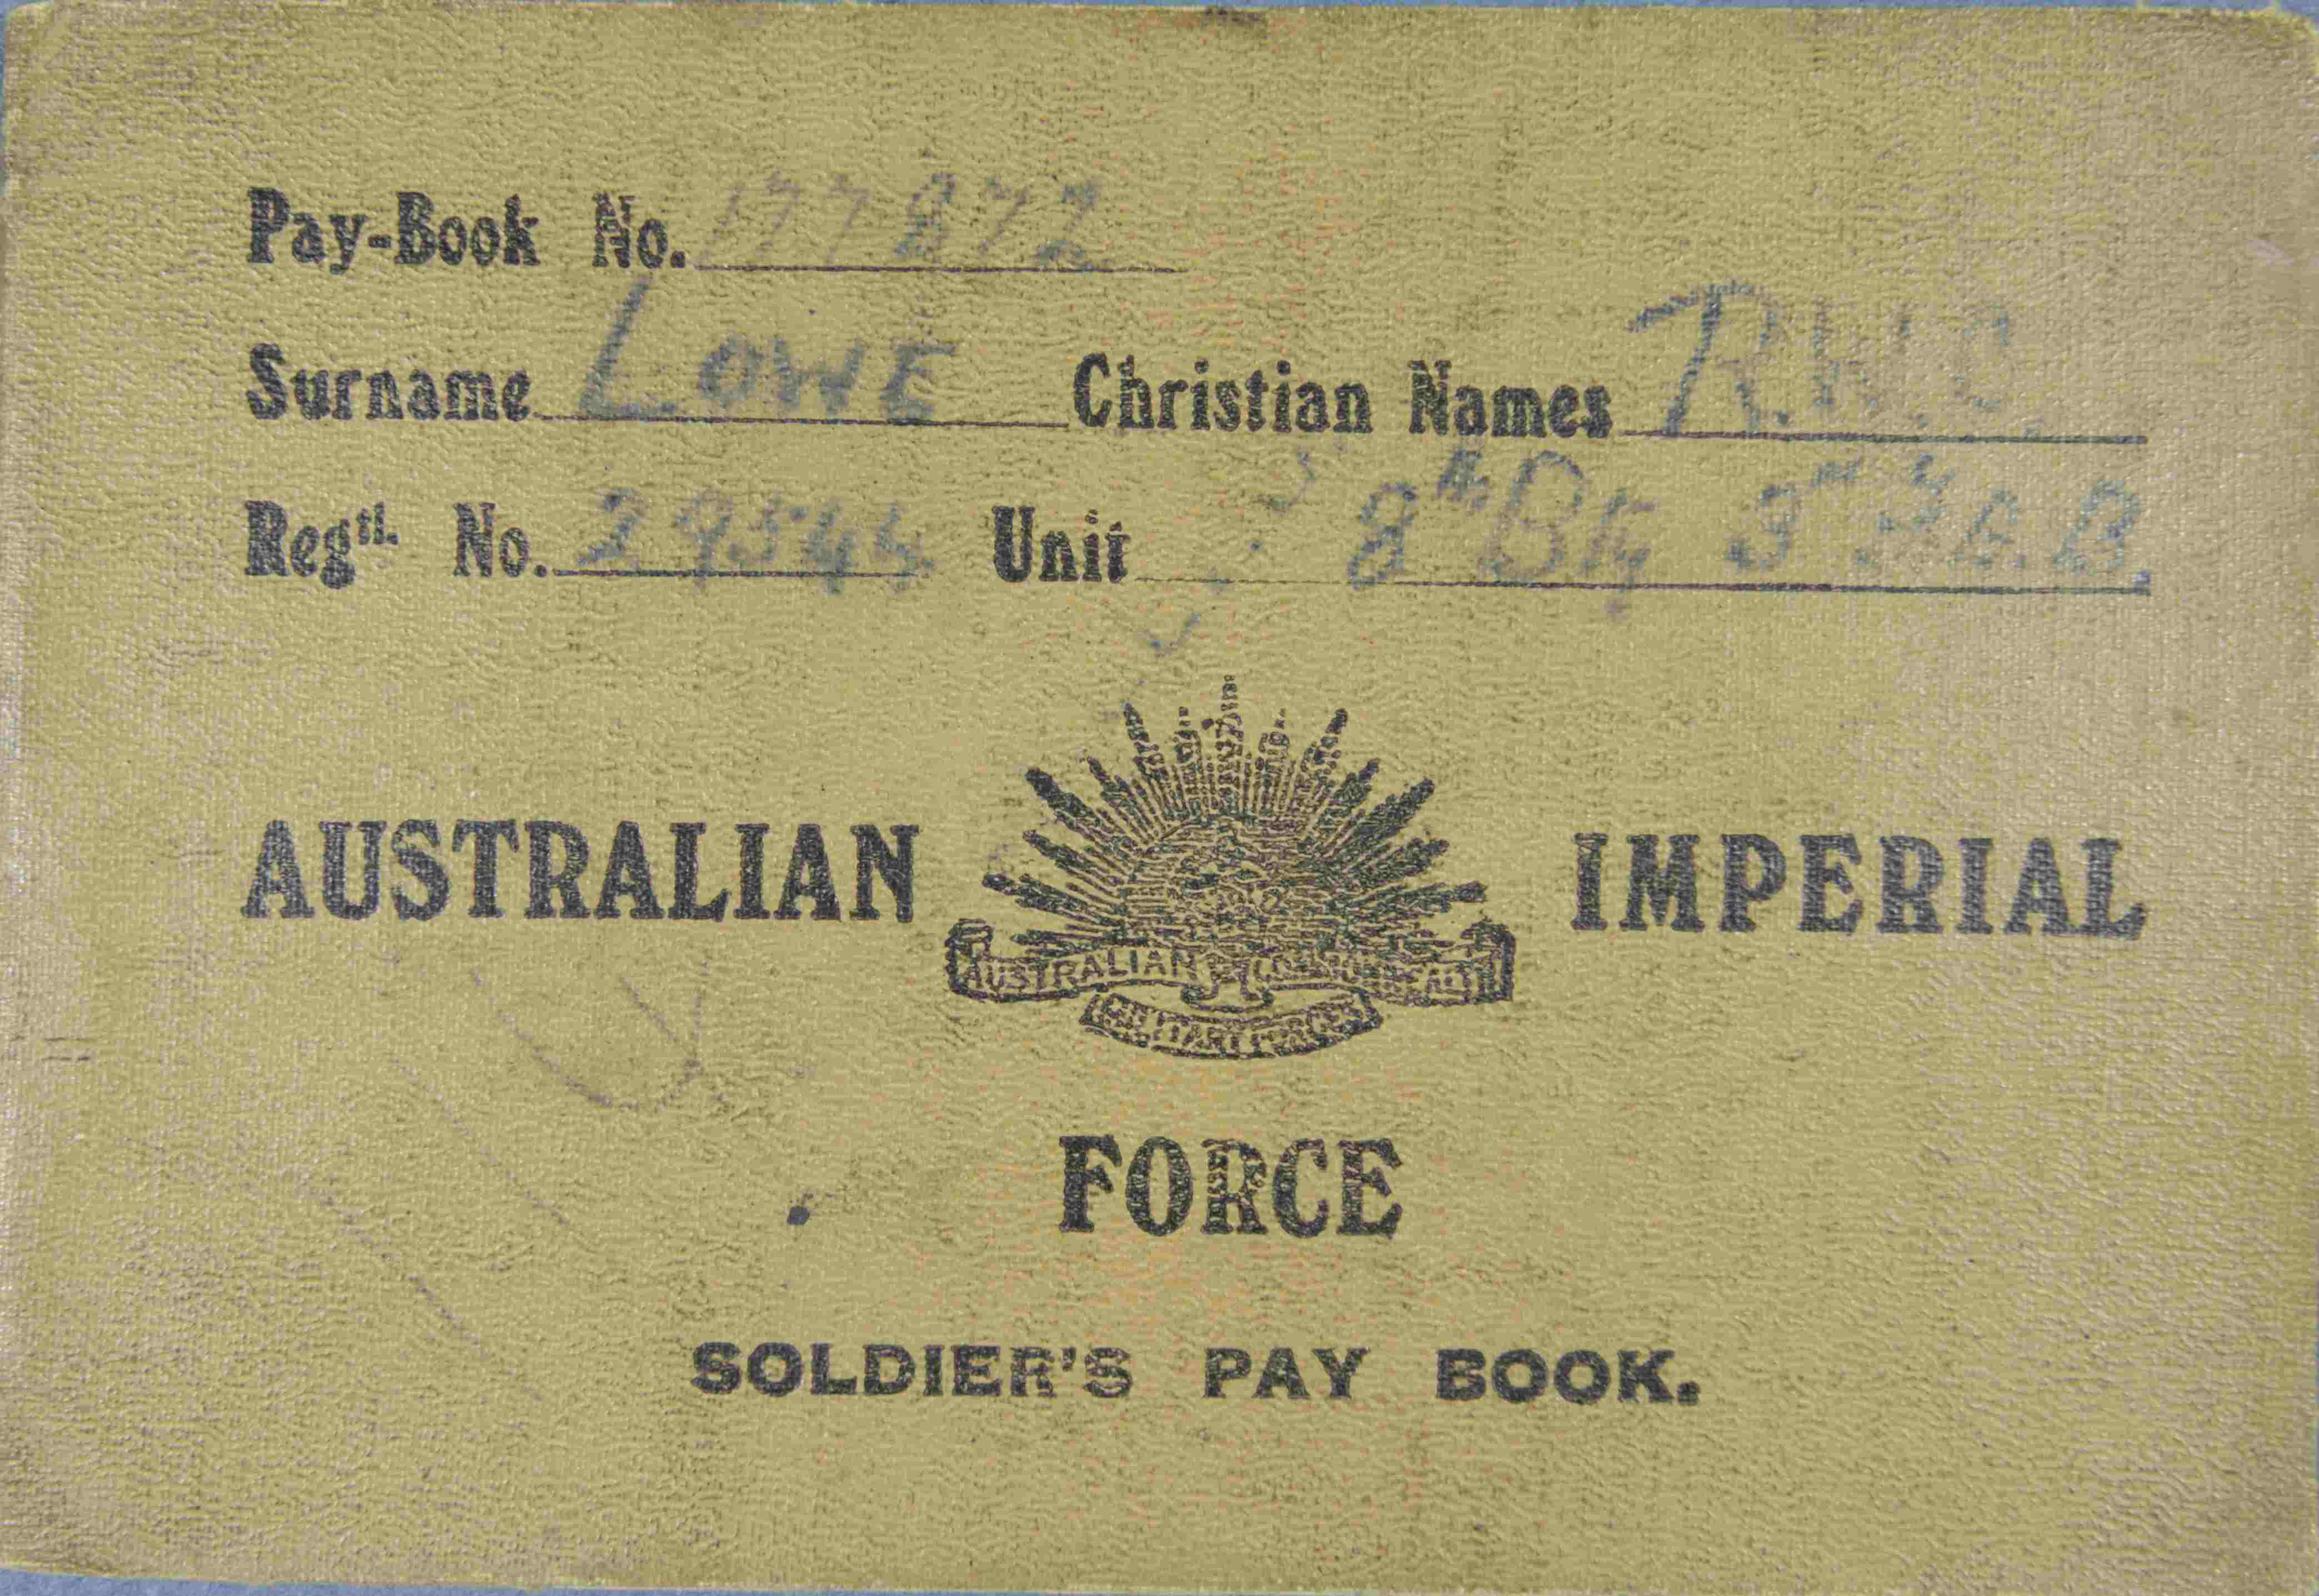 Pay-Book No. 177872
Surname LOWE Christian Names R.W.C.
Regtl. No. 29544 Unit 8th Bty 3rd F.A.B.
AUSTRALIAN IMPERIAL
AUSTRALIAN COMMONWEALTH
MILITARY FORCES
FORCE
SOLDIER'S PAY BOOK.